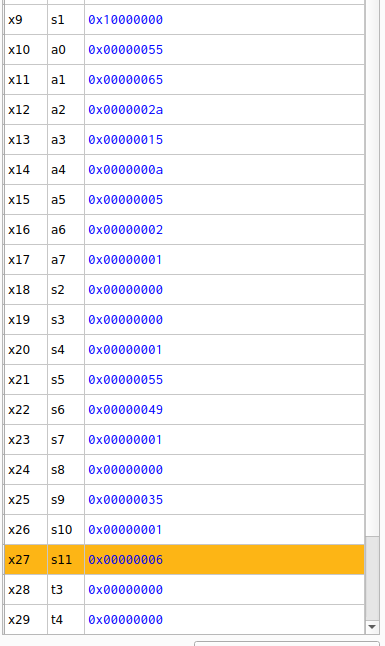 x9 s1 0x10000000
x10 a0 0x00000055
x11 a1 0x00000065
x12 a2 0x0000002a
x13 a3 0x00000015
x14 a4 0x0000000a
x15 a5 0x00000005
x16 a6 0x00000002
x17 a7 0x00000001
x18 s2 0x00000000
x19 s3 0x00000000
x20 s4 0x00000001
x21 s5 0x00000055
x22 s6 0x00000049
x23 s7 0x00000001
x24 s8 0x00000000
x25 s9 0x00000035
x26 s10 0x00000001
x27 s11 0x00000006
x28 t3 0x00000000
x29 t4 0x00000000